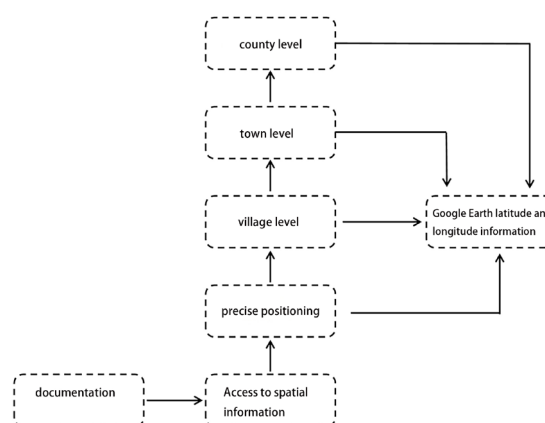 county level
town level
village level
Google Earth latitude an
longitude information
precise positioning
documentation
Access to spatial
information